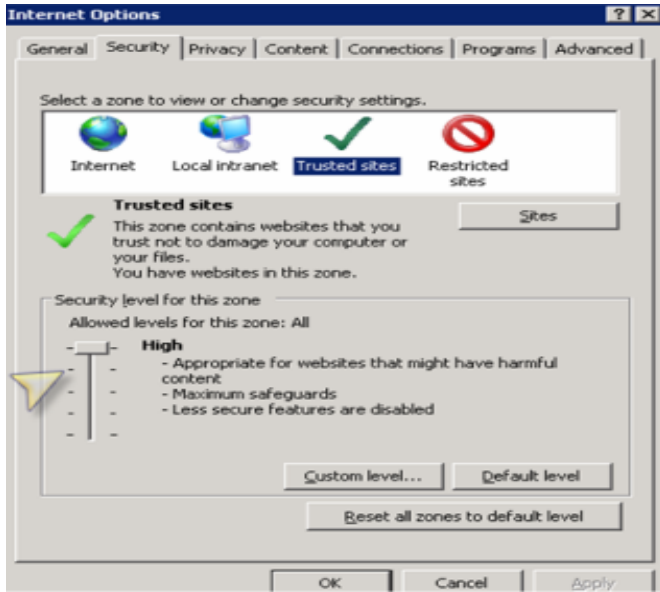 Internet Options
General Security Privacy Content Connections Programs Advanced
Select a zone to view or change security settings.
Internet Local intranet Trusted sites Restricted sites
Trusted sites
This zone contains websites that you
trust not to damage your computer or
your files.
You have websites in this zone.
Sites
Security level for this zone
Allowed levels for this zone: All
High
- Appropriate for websites that might have harmful
content
- Maximum safeguards
- Less secure features are disabled
Custom level... Default level
Reset all zones to default level
OK Cancel Apply